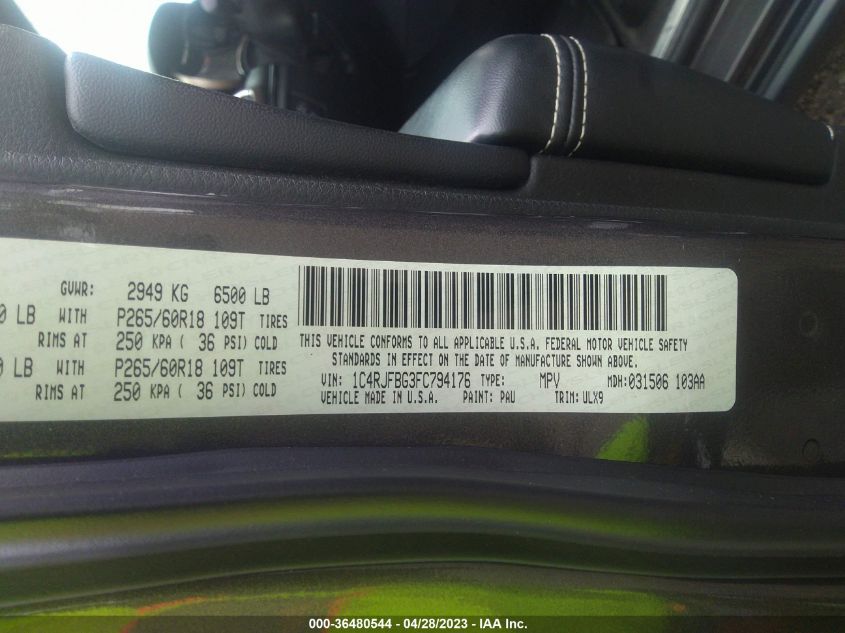 GVWR: 2949 KG 6500 LB
0 LB WITH P265/60R18 109T TIRES
RIMS AT 250 KPA ( 36 PSI) COLD
0 LB WITH P265/60R18 109T TIRES
RIMS AT 250 KPA ( 36 PSI) COLD
THIS VEHICLE CONFORMS TO ALL APPLICABLE U.S.A. FEDERAL MOTOR VEHICLE SAFETY
STANDARDS IN EFFECT ON THE DATE OF MANUFACTURE SHOWN ABOVE.
VIN: 1C4RJFBG3FC794176 TYPE: MPV MDH: 031506 103AA
VEHICLE MADE IN U.S.A. PAINT: PAU TRIM: ULX9
000-36480544 / 04/28/2023 - IAA Inc.